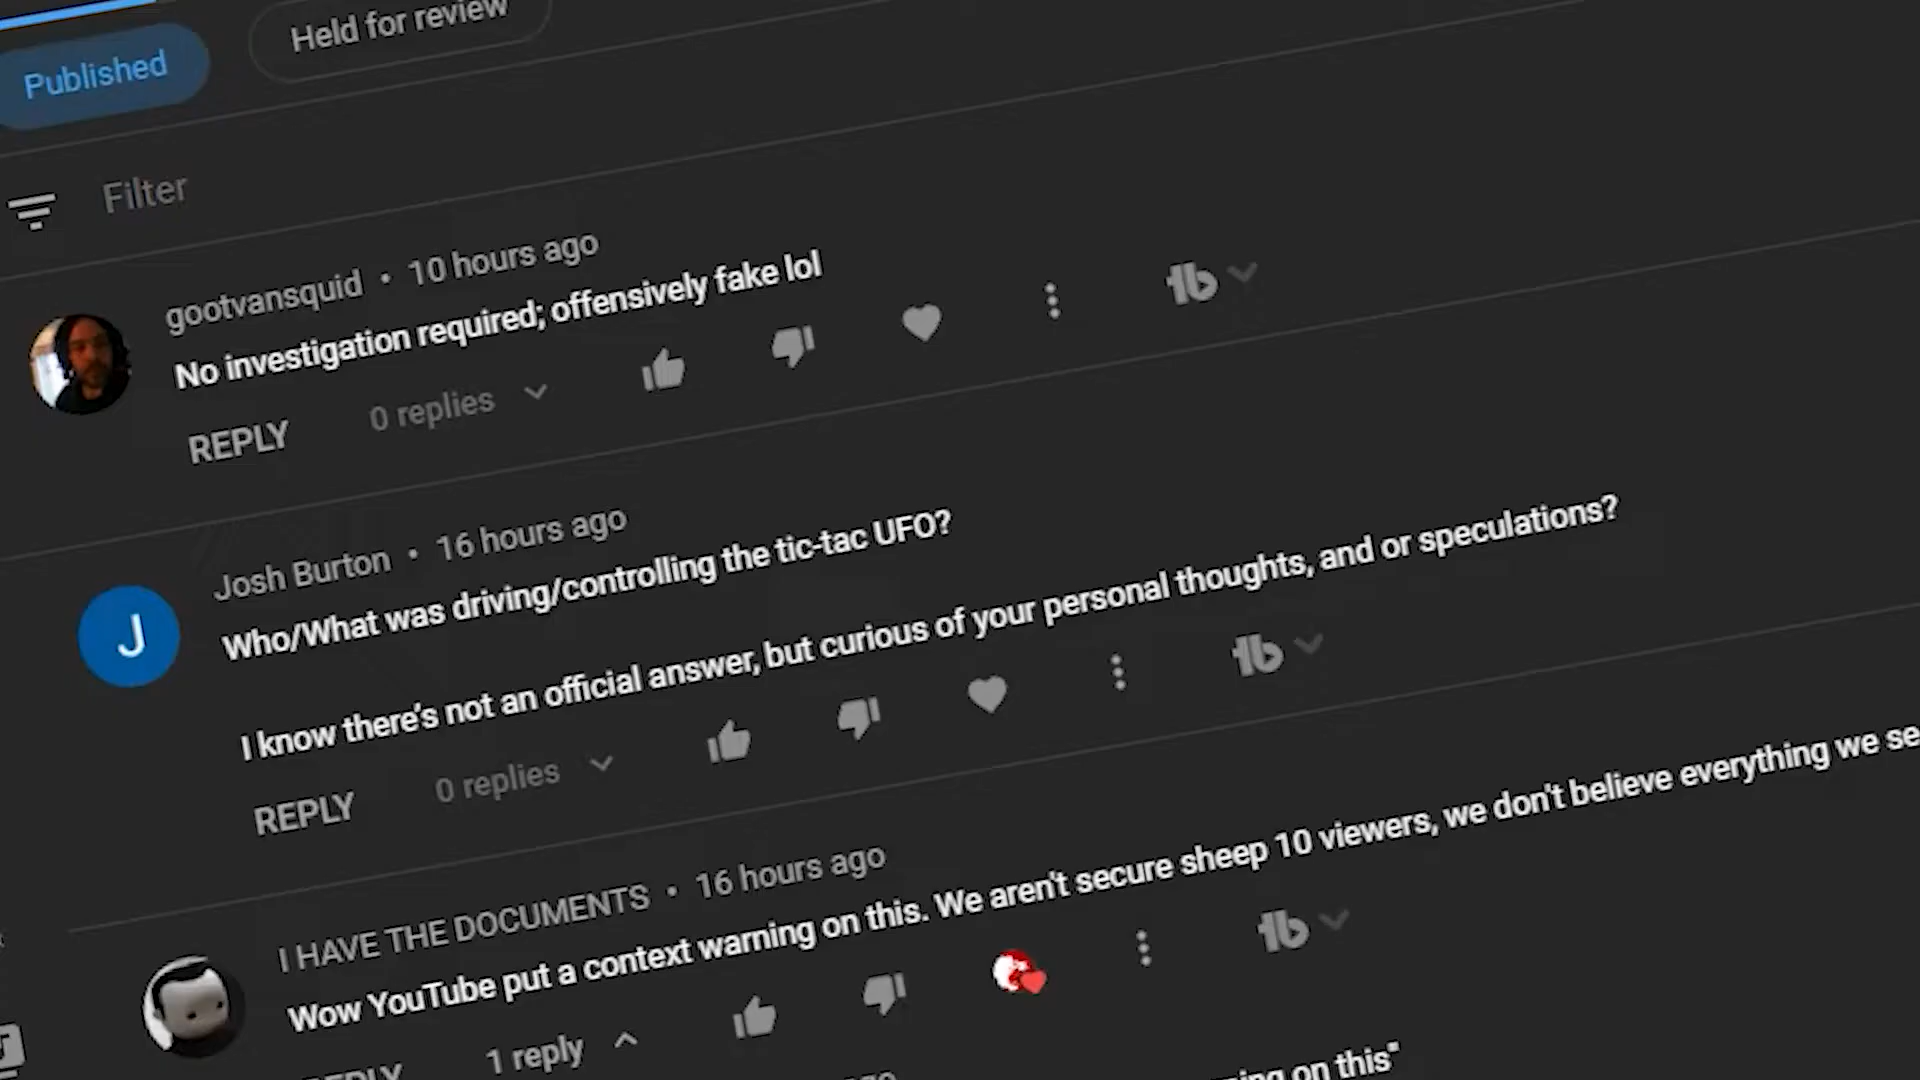 Published
Held for review
Filter
gootvansquid • 10 hours ago
No investigation required; offensively fake lol
REPLY
0 replies
Josh Burton • 16 hours ago
Who/What was driving/controlling the tic-tac UFO?
I know there's not an official answer, but curious of your personal thoughts, and or speculations?
J
REPLY
0 replies
I HAVE THE DOCUMENTS • 16 hours ago
Wow YouTube put a context warning on this. We aren't secure sheep 10 viewers, we don't believe everything we se
1 reply
on this"